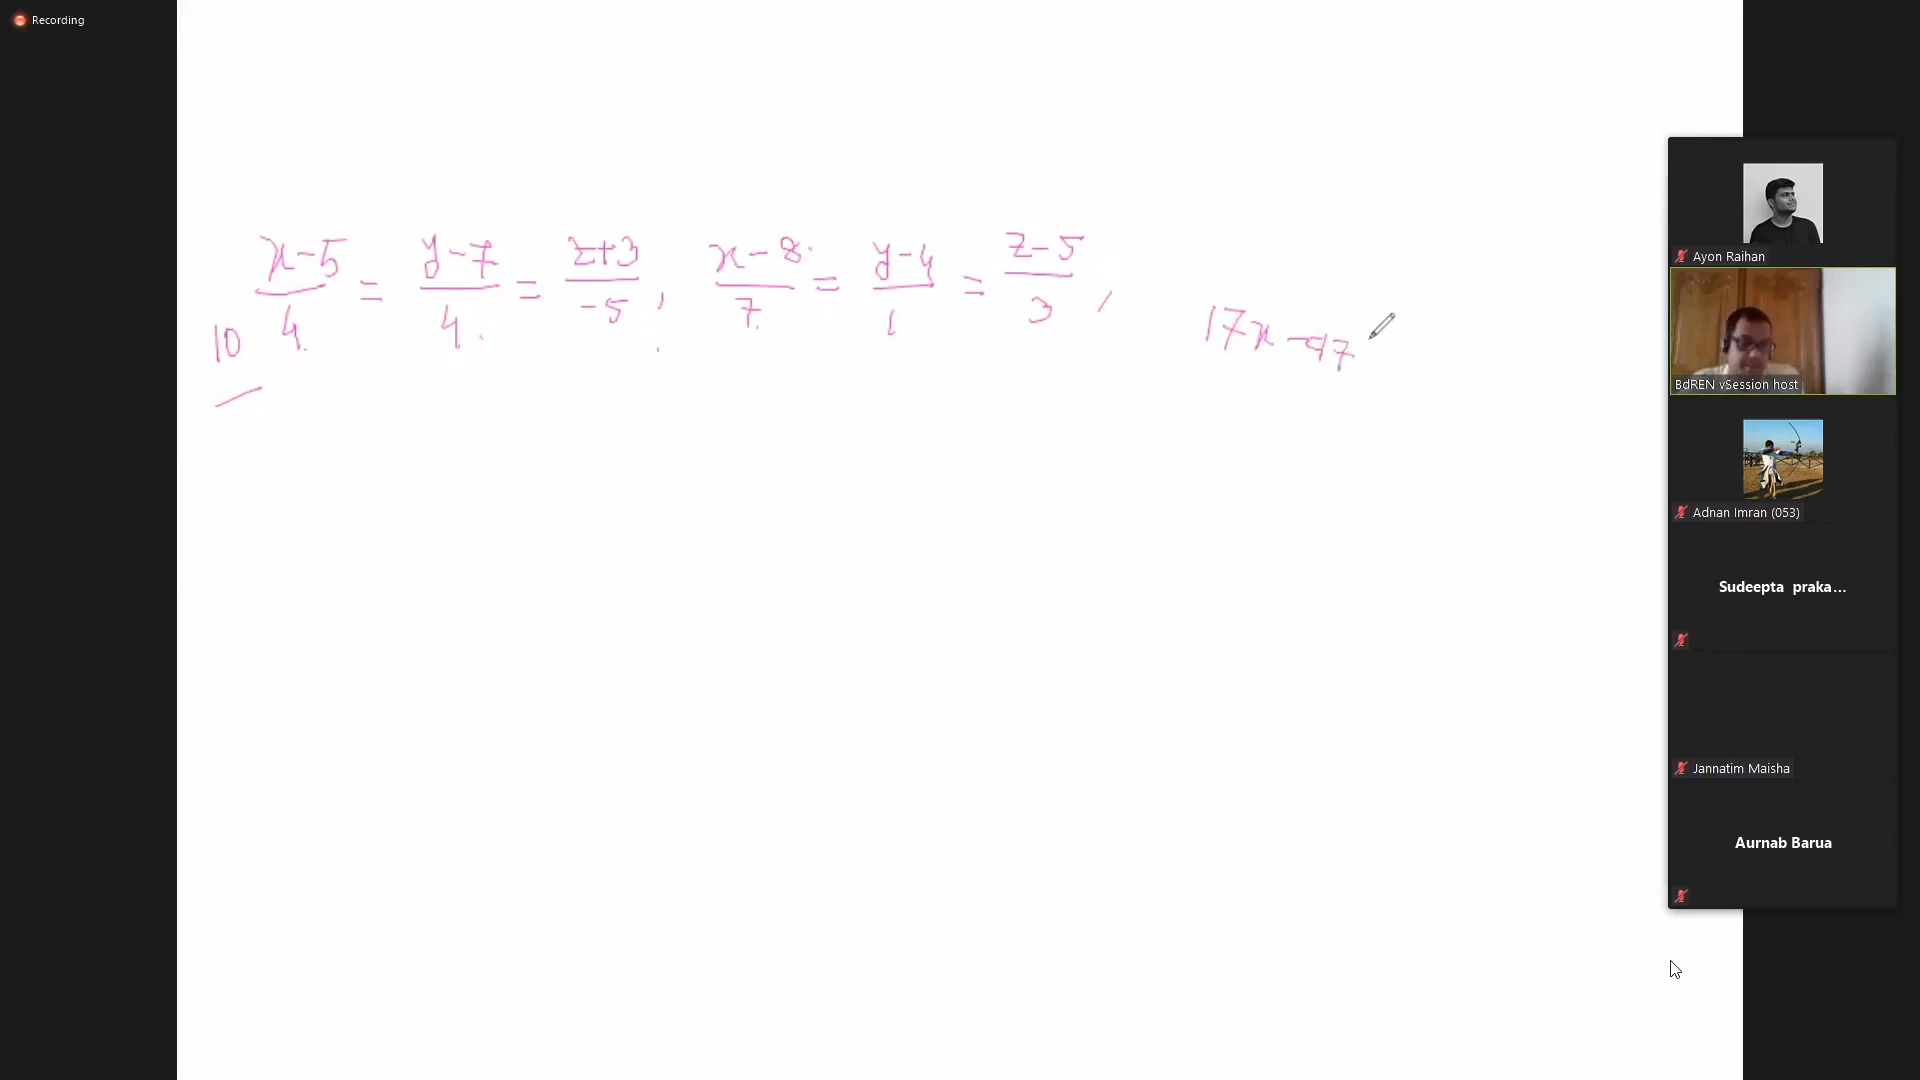 Recording
10 (x-5)/4 = (y-7)/4 = (z+3)/-5 , (x-8)/7 = (y-4)/1 = (z-5)/3 ,
17x - 47
Ayon Raihan
BdREN vSession host
Adnan Imran (053)
Sudeepta praka...
Jannatim Maisha
Aurnab Barua